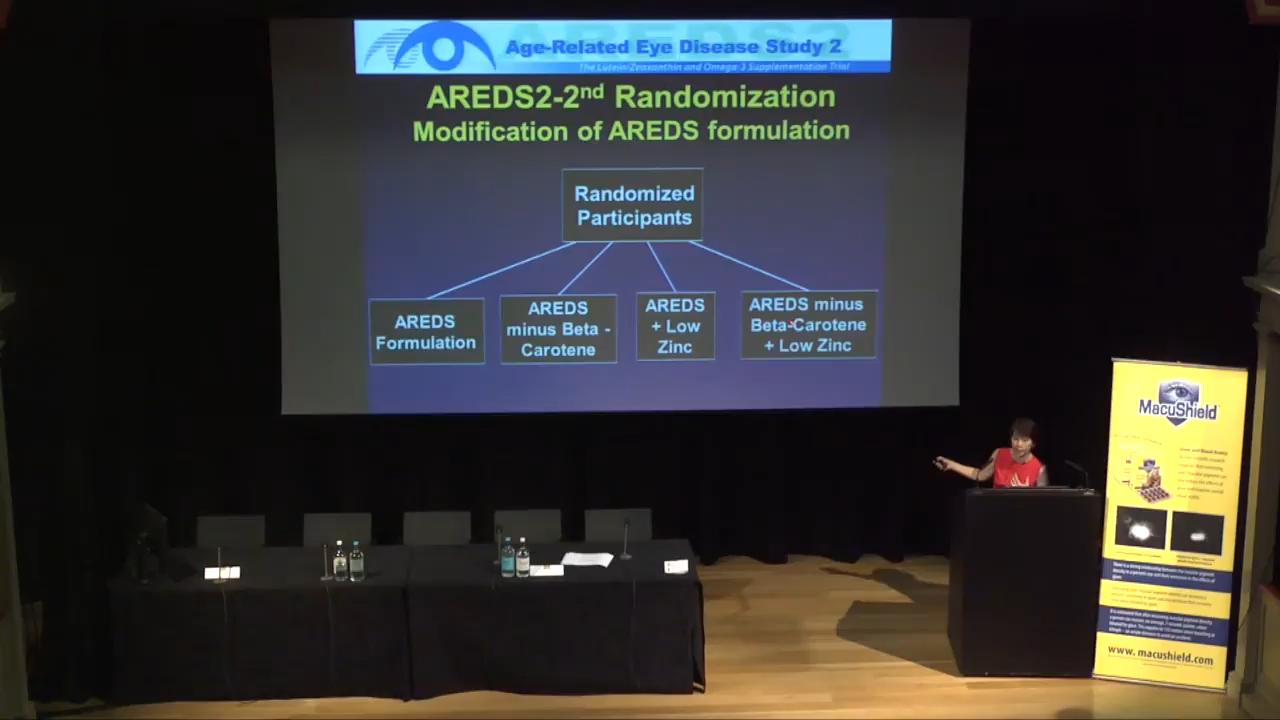 AREDS2
Age-Related Eye Disease Study 2
The Lutein/Zeaxanthin and Omega-3 Supplementation Trial
AREDS2-2nd Randomization
Modification of AREDS formulation
Randomized
Participants
AREDS
Formulation
AREDS
minus Beta -
Carotene
AREDS
+ Low
Zinc
AREDS minus
Beta-Carotene
+ Low Zinc
MacuShield
www.macushield.com